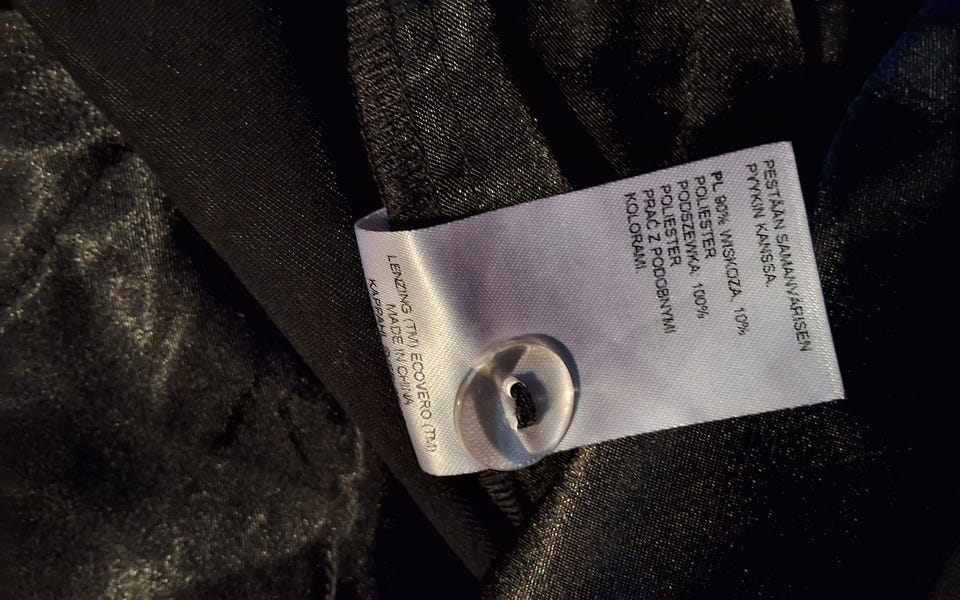 PESTÄÄN SAMANVÄRISEN
PYYKIN KANSSA.
PL 90% WISKOZA, 10%
POLIESTER
PODSZEWKA: 100%
POLIESTER
PRAĆ Z PODOBNYMI
KOLORAMI.
LENZING (TM) ECOVERO (TM)
MADE IN CHINA
KAPPAHL